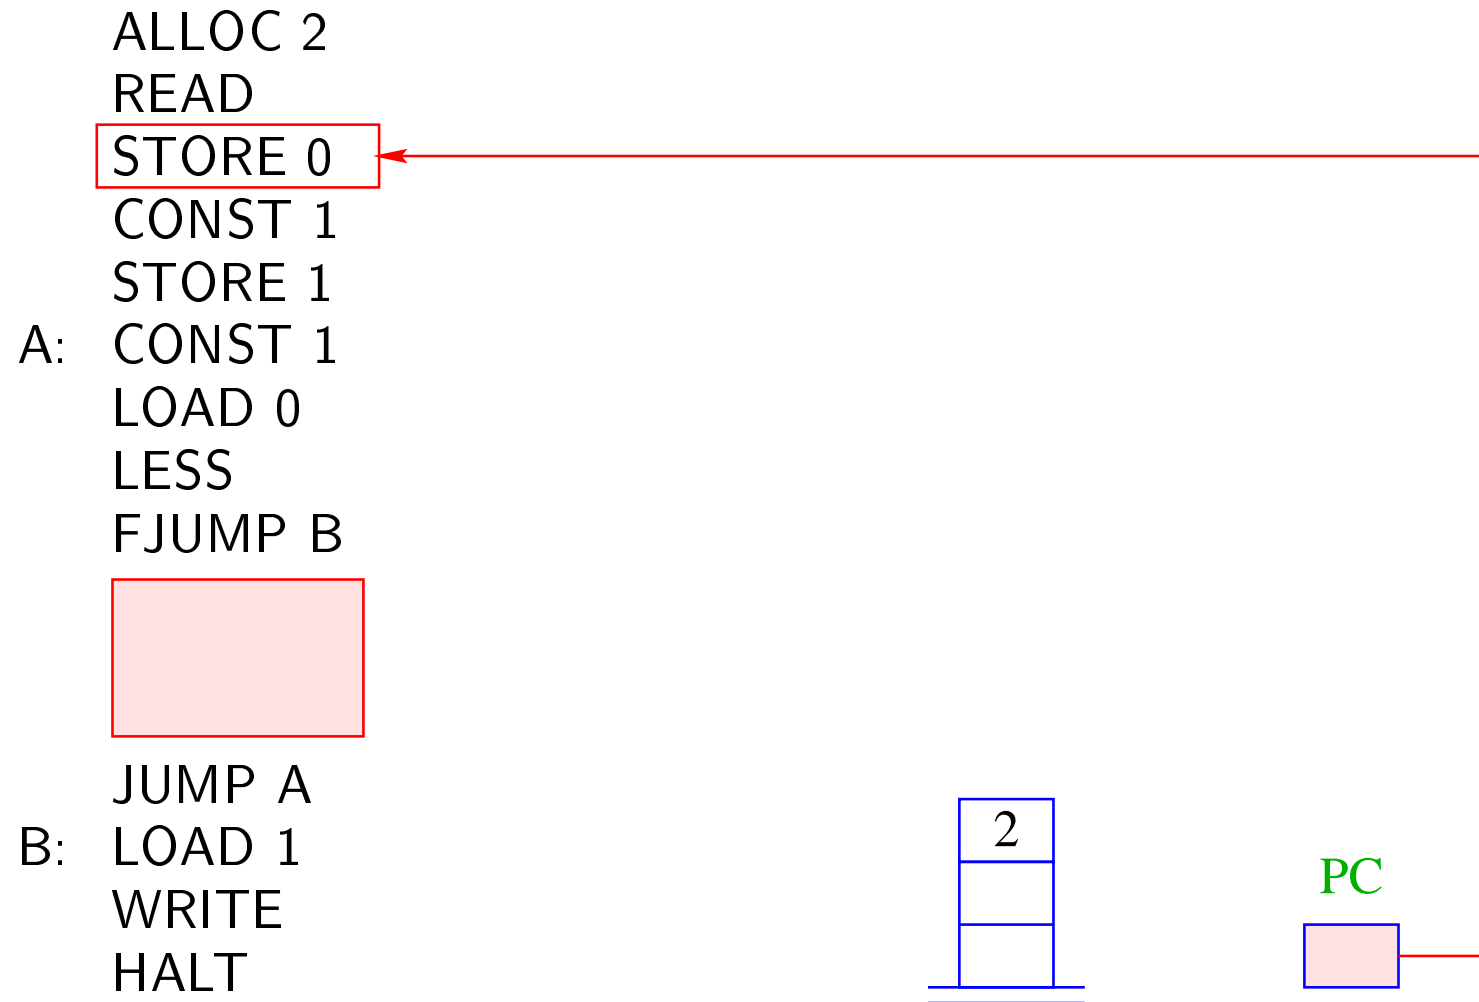 ALLOC 2
READ
STORE 0
CONST 1
STORE 1
A: CONST 1
LOAD 0
LESS
FJUMP B
JUMP A
B: LOAD 1
WRITE
HALT
2
PC